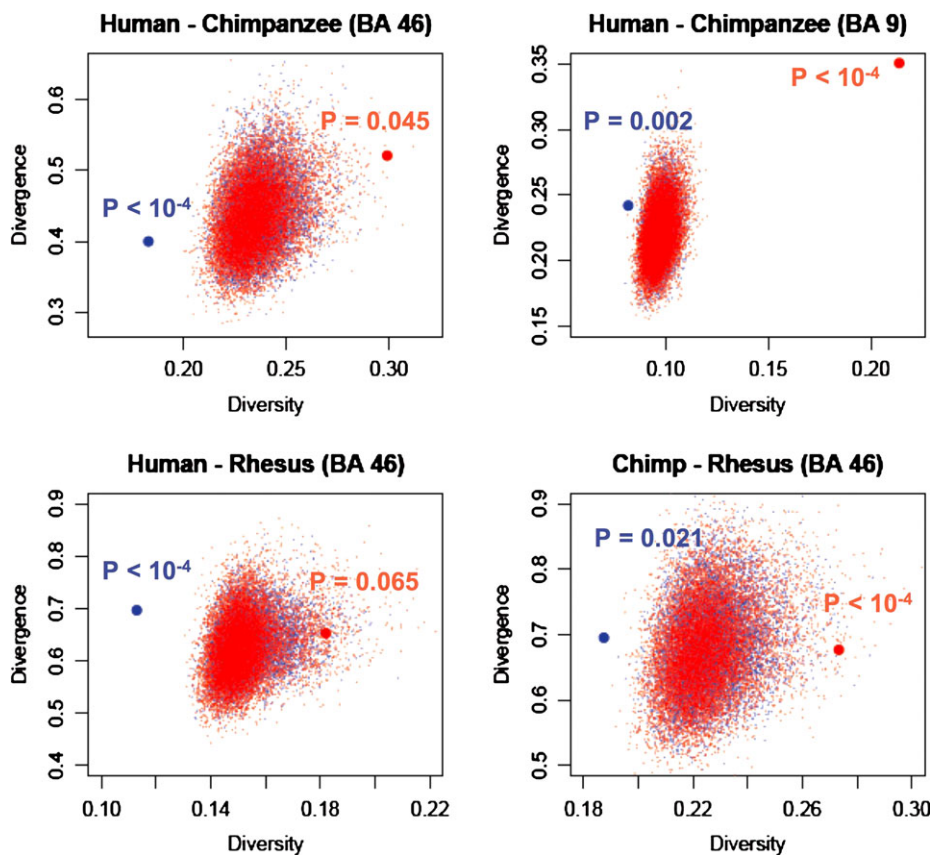 Human - Chimpanzee (BA 46)
Divergence
0.6
0.5
0.4
0.3
P = 0.045
P < 10-4
0.20
0.25
0.30
Diversity
Human - Chimpanzee (BA 9)
Divergence
0.35
0.30
0.25
0.20
0.15
P < 10-4
P = 0.002
0.10
0.15
0.20
Diversity
Human - Rhesus (BA 46)
Divergence
0.9
0.8
0.7
0.6
0.5
0.4
P < 10-4
P = 0.065
0.10
0.14
0.18
0.22
Diversity
Chimp - Rhesus (BA 46)
Divergence
0.9
0.8
0.7
0.6
0.5
P = 0.021
P < 10-4
0.18
0.22
0.26
0.30
Diversity